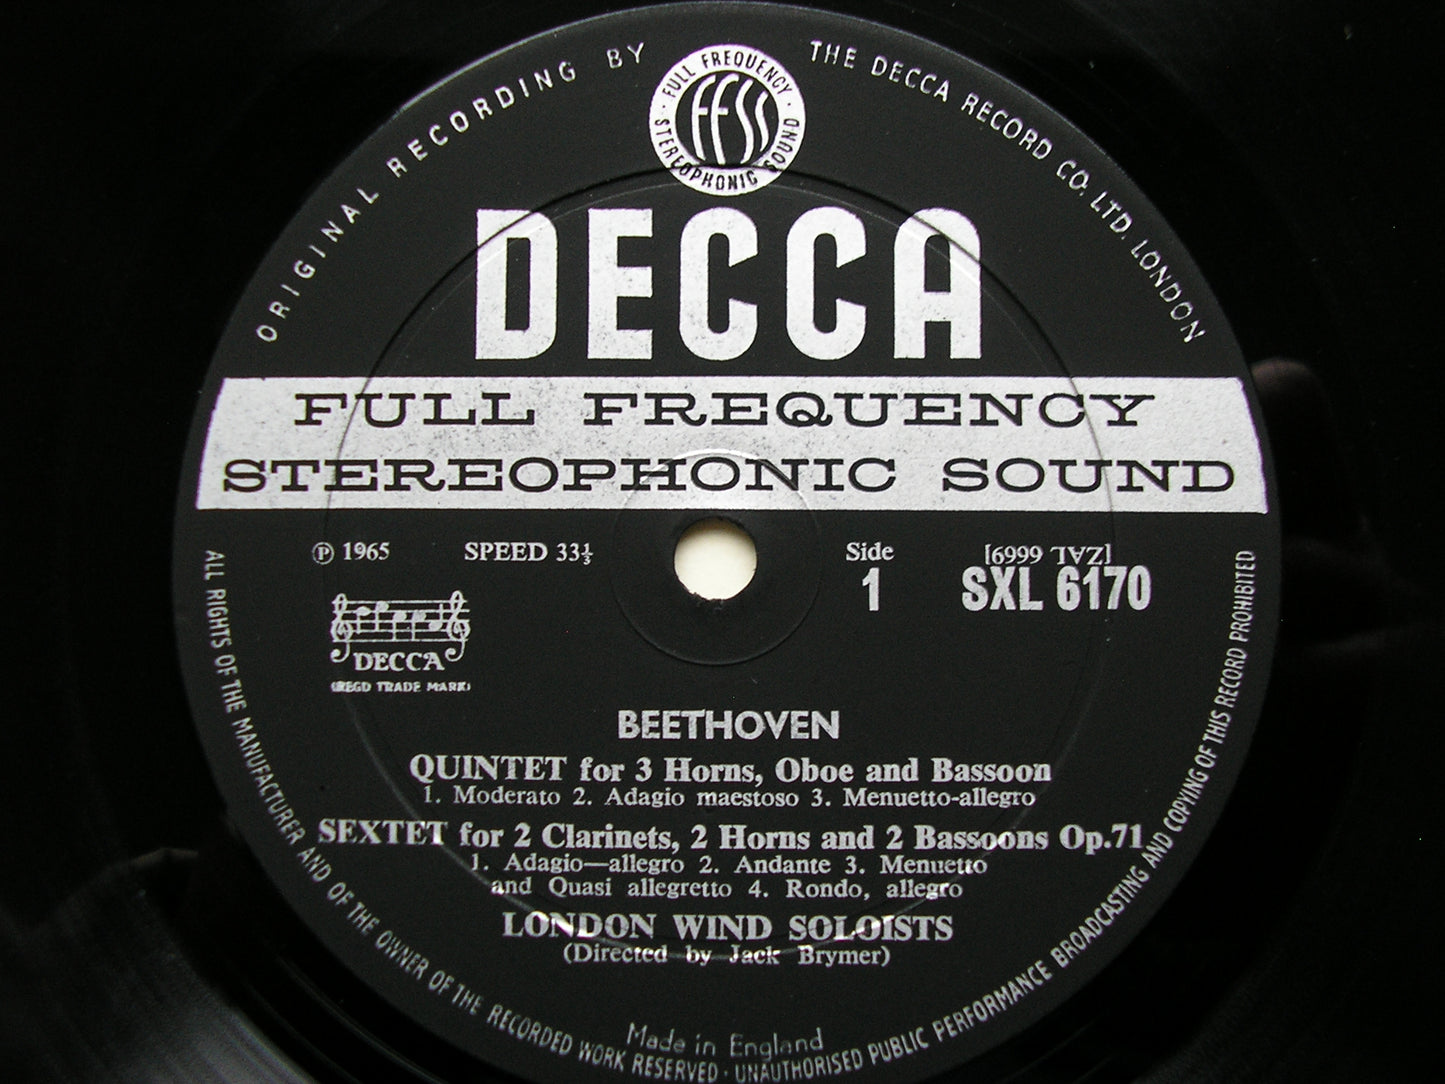 ORIGINAL RECORDING BY
THE DECCA RECORD CO. LTD. LONDON
FULL FREQUENCY
FFSS
STEREOPHONIC SOUND
DECCA
FULL FREQUENCY
STEREOPHONIC SOUND
Ⓟ 1965
SPEED 33⅓
Side
1
[ZAL 6669]
SXL 6170
DECCA
(REGD TRADE MARK)
BEETHOVEN
QUINTET for 3 Horns, Oboe and Bassoon
1. Moderato 2. Adagio maestoso 3. Menuetto-allegro
SEXTET for 2 Clarinets, 2 Horns and 2 Bassoons Op.71
1. Adagio—allegro 2. Andante 3. Menuetto
and Quasi allegretto 4. Rondo, allegro
LONDON WIND SOLOISTS
(Directed by Jack Brymer)
Made in England
ALL RIGHTS OF THE MANUFACTURER AND OF THE OWNER OF THE RECORDED WORK RESERVED · UNAUTHORISED PUBLIC PERFORMANCE BROADCASTING AND COPYING OF THIS RECORD PROHIBITED